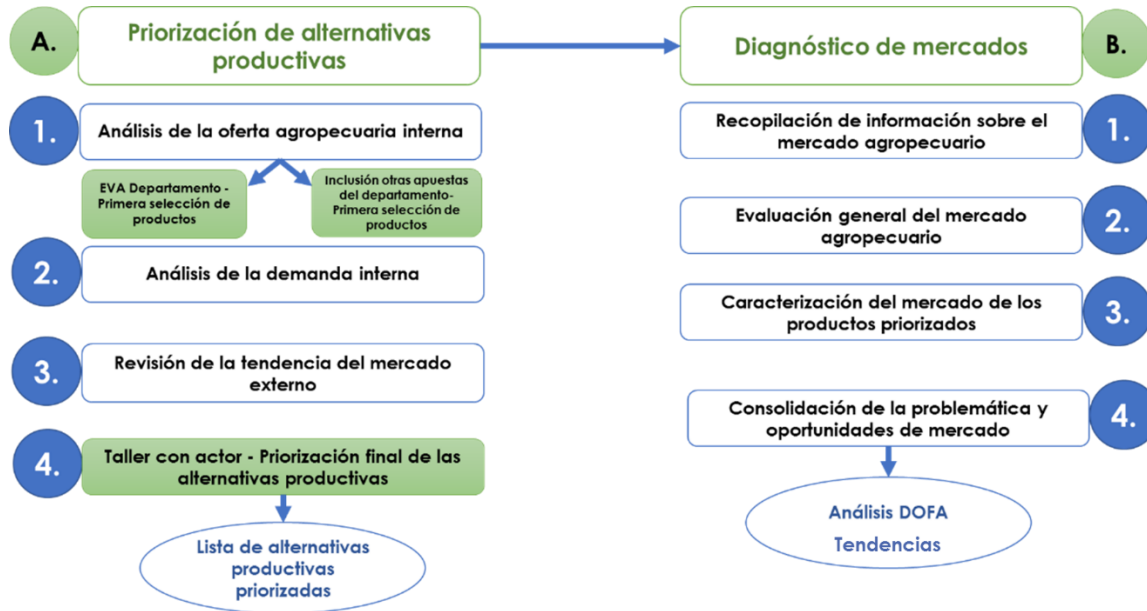 A.
Priorización de alternativas
productivas
1.
Análisis de la oferta agropecuaria interna
EVA Departamento -
Primera selección de
productos
Inclusión otras apuestas
del departamento-
Primera selección de
productos
2.
Análisis de la demanda interna
3.
Revisión de la tendencia del mercado
externo
4.
Taller con actor - Priorización final de las
alternativas productivas
Lista de alternativas
productivas
priorizadas
Diagnóstico de mercados
B.
Recopilación de información sobre el
mercado agropecuario
1.
Evaluación general del mercado
agropecuario
2.
Caracterización del mercado de los
productos priorizados
3.
Consolidación de la problemática y
oportunidades de mercado
4.
Análisis DOFA
Tendencias